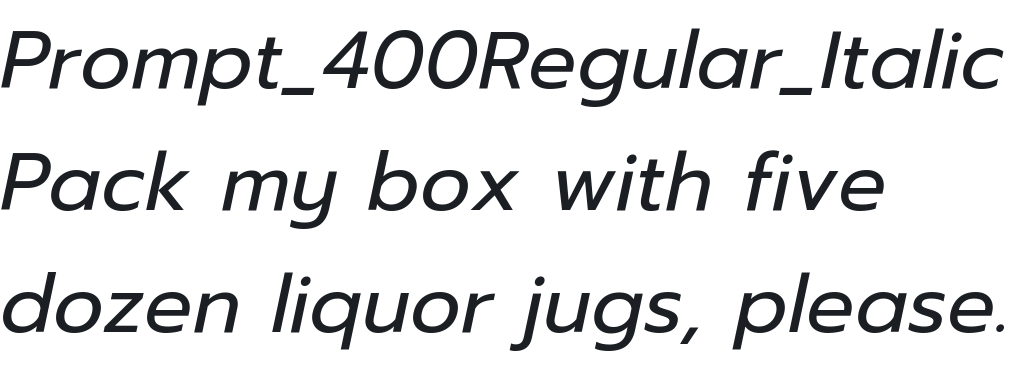 Prompt_400Regular_Italic
Pack my box with five
dozen liquor jugs, please.